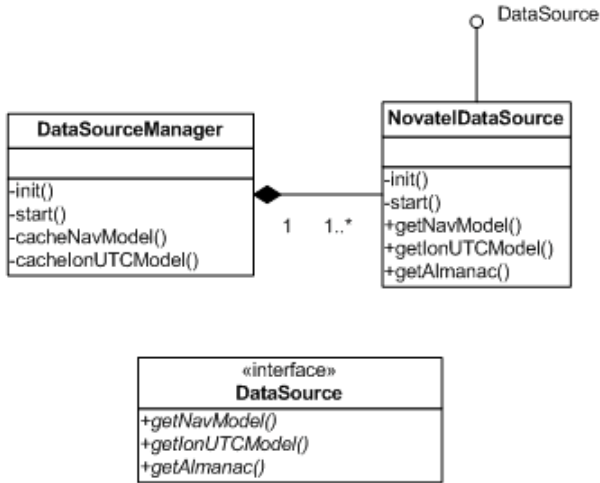 DataSource
DataSourceManager
-init()
-start()
-cacheNavModel()
-cacheIonUTCModel()
1 1..*
NovatelDataSource
-init()
-start()
+getNavModel()
+getIonUTCModel()
+getAlmanac()
«interface»
DataSource
+getNavModel()
+getIonUTCModel()
+getAlmanac()